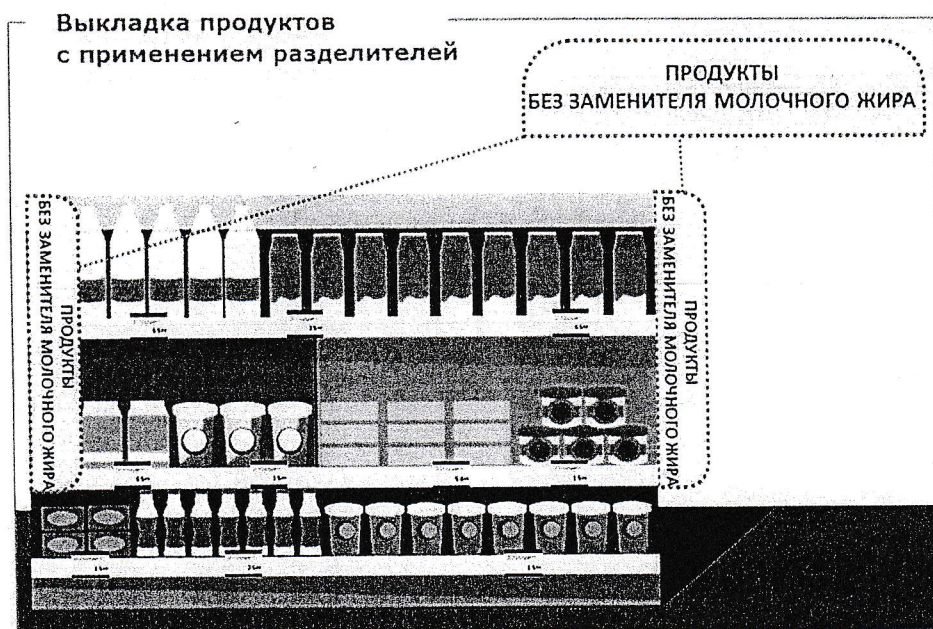 Выкладка продуктов
с применением разделителей
ПРОДУКТЫ
БЕЗ ЗАМЕНИТЕЛЯ МОЛОЧНОГО ЖИРА
ПРОДУКТЫ
БЕЗ ЗАМЕНИТЕЛЯ МОЛОЧНОГО ЖИРА
ПРОДУКТЫ
БЕЗ ЗАМЕНИТЕЛЯ МОЛОЧНОГО ЖИРА